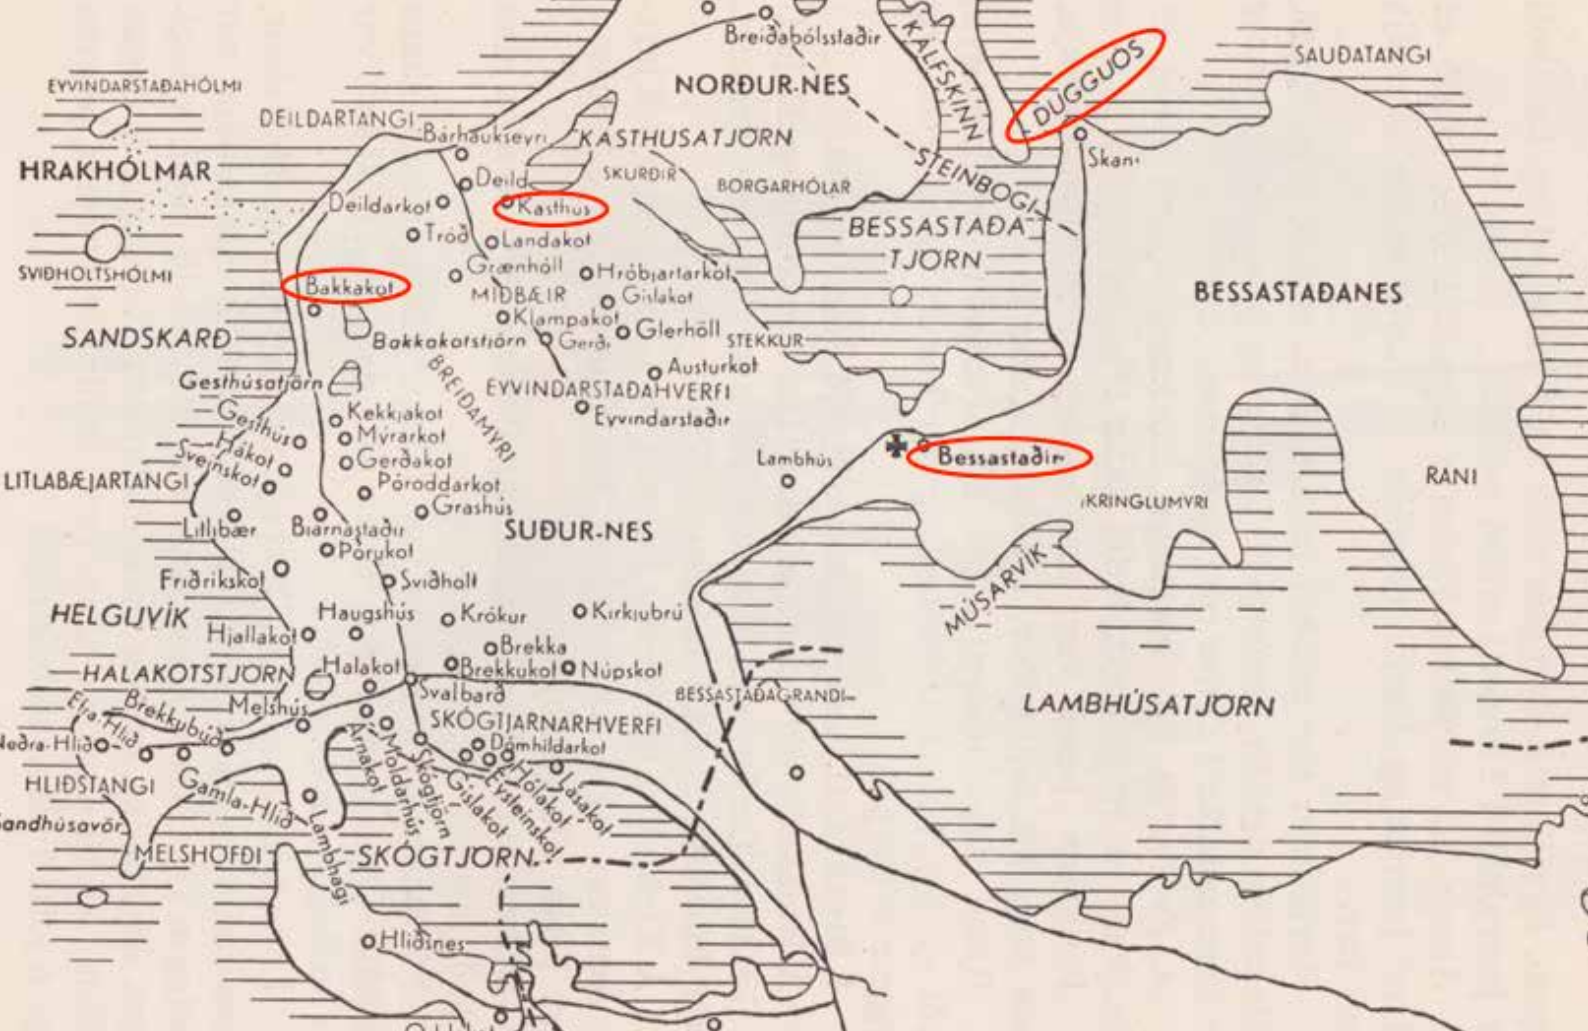 Breiðabólsstaðir
KÁLFSKINN
DUGGUÓS
SAUÐATANGI
EYVINDARSTAÐAHÓLMI
NORÐUR-NES
DEILDARTANGI
Bárhaukseyri
KASTHUSATJÖRN
STEINBOGI
Skans
HRAKHÓLMAR
Deild
SKURÐIR
BORGARHÓLAR
Deildarkot
Kasthús
BESSASTAÐA
TJÖRN
Tröð
Landakot
SVIÐHOLTSHÓLMI
Grænhóll
Hróbjartarkot
Bakkakot
MIÐBÆIR
Gíslakot
BESSASTAÐANES
Klampakot
Glerhöll
SANDSKARÐ
Bakkakotstjörn
Gerði
STEKKUR
Austurkot
Gesthúsatjörn
BREIÐAMÝRI
EYVINDARSTAÐAHVERFI
Gesthús
Kekkjakot
Eyvindarstaðir
Hákot
Mýrarkot
Sveinskot
Gerðakot
Lambhús
Bessastaðir
LITLABÆJARTANGI
Þóroddarkot
RANI
Grashús
KRINGLUMÝRI
Litlibær
Bjarnastaðir
SUÐUR-NES
Þórukot
Friðrikskot
Sviðholt
MÚSARVÍK
HELGUVÍK
Haugshús
Krókur
Kirkjubrú
Hjallakot
Brekka
HALAKOTSTJÖRN
Halakot
Brekkukot
Núpskot
Svalbarð
BESSASTAÐAGRANDI
LAMBHÚSATJÖRN
Melshús
Brekkubúð
Efra-Hlið
SKÓGTJARNARHVERFI
Neðra-Hlið
Dómhildarkot
Árnakot
Moldarhús
Skógtjörn
Gíslakot
Eysteinskot
Hólakot
Lásakot
HLIÐSTANGI
Gamla-Hlið
Sandhúsavör
Lambhagi
MELSHÖFÐI
SKÓGTJÖRN
Hliðsnes